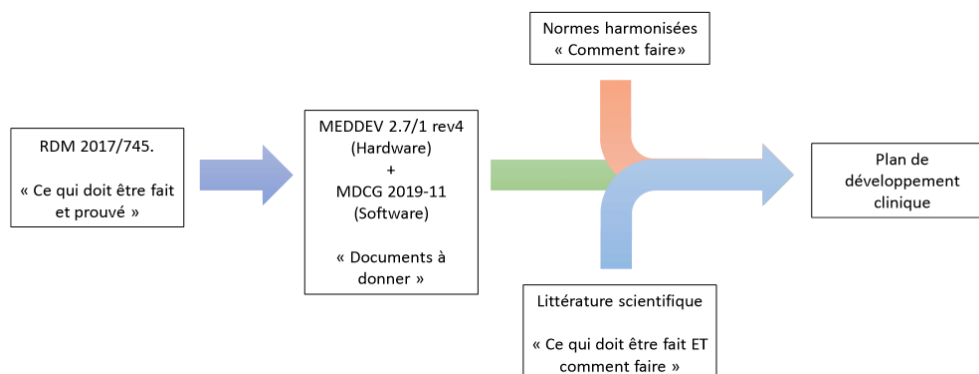 RDM 2017/745.
« Ce qui doit être fait
et prouvé »
MEDDEV 2.7/1 rev4
(Hardware)
+
MDCG 2019-11
(Software)
« Documents à
donner »
Normes harmonisées
« Comment faire»
Littérature scientifique
« Ce qui doit être fait ET
comment faire »
Plan de
développement
clinique